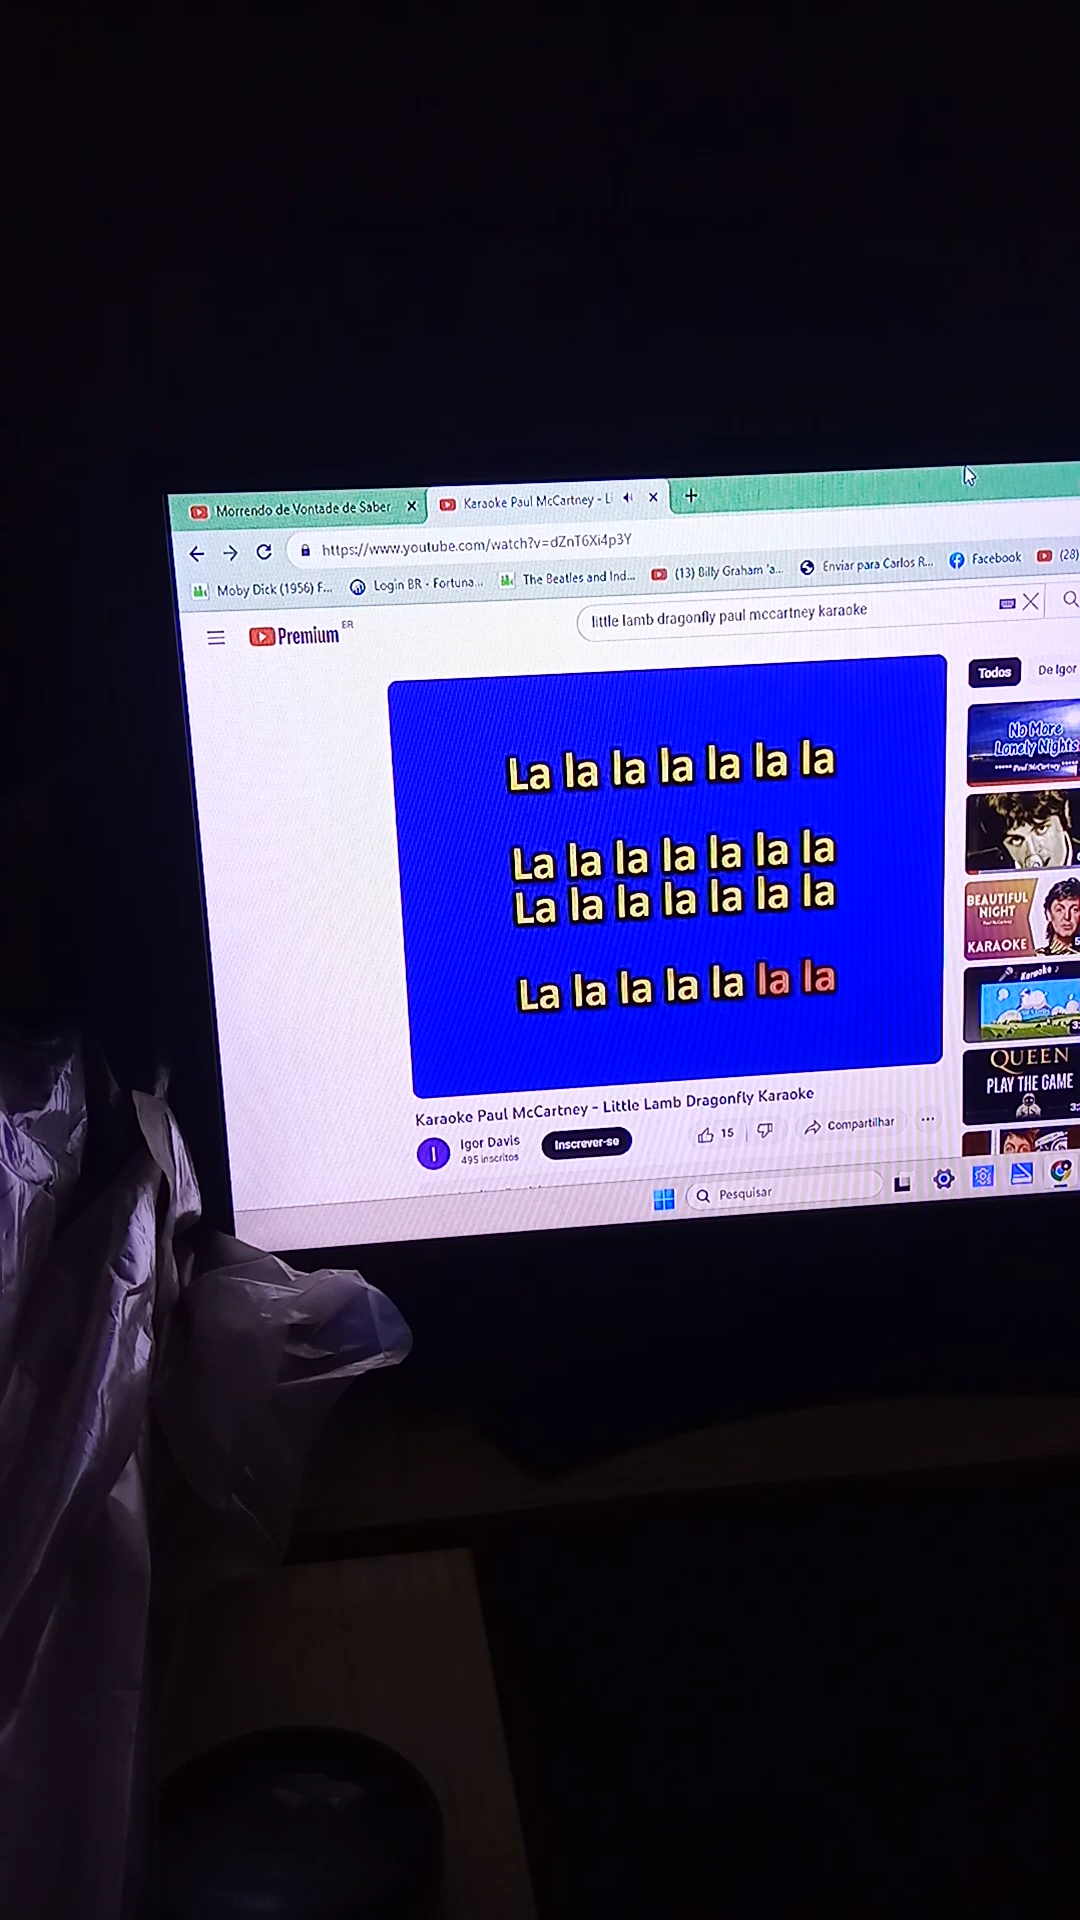 Morrendo de Vontade de Saber
Karaoke Paul McCartney - L
https://www.youtube.com/watch?v=dZnT6Xi4p3Y
Moby Dick (1956) F... Login BR - Fortuna... The Beatles and Ind... (13) Billy Graham 'a... Enviar para Carlos R... Facebook (28)
Premium BR
little lamb dragonfly paul mccartney karaoke
Todos De Igor
La la la la la la la
La la la la la la la
La la la la la la la
La la la la la la la
No More
Lonely Nights
Paul McCartney
BEAUTIFUL
NIGHT
KARAOKE
Karaoke
QUEEN
PLAY THE GAME
Karaoke Paul McCartney - Little Lamb Dragonfly Karaoke
Igor Davis
495 inscritos
Inscrever-se
15
Compartilhar
Pesquisar